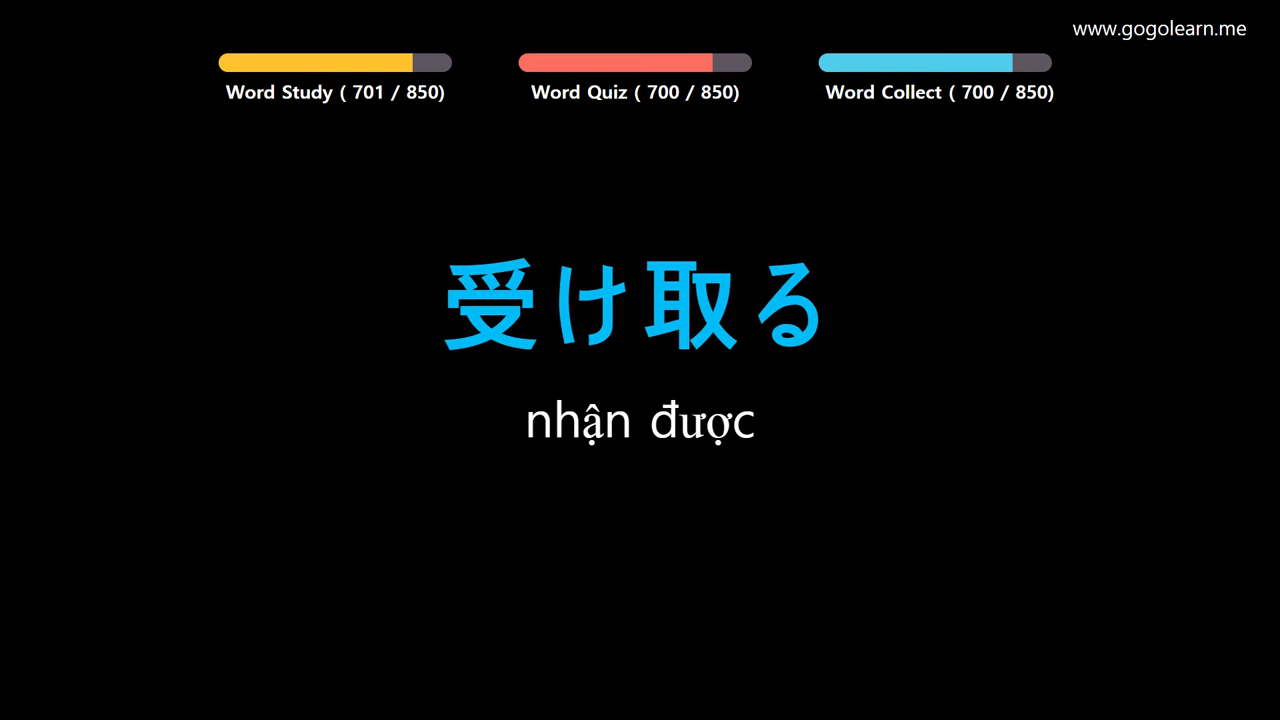 www.gogolearn.me
Word Study ( 701 / 850)
Word Quiz ( 700 / 850)
Word Collect ( 700 / 850)
受け取る
nhận được